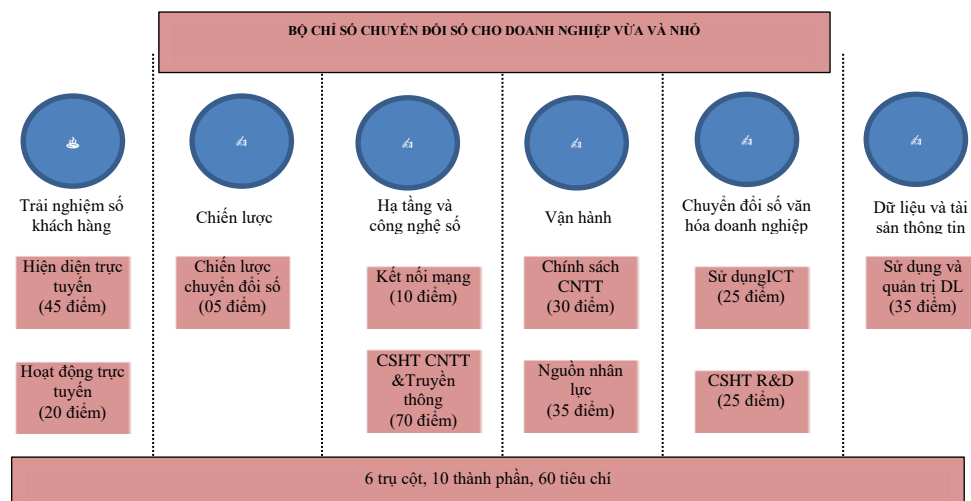 BỘ CHỈ SỐ CHUYỂN ĐỔI SỐ CHO DOANH NGHIỆP VỪA VÀ NHỎ
Trải nghiệm số
khách hàng
Chiến lược
Hạ tầng và
công nghệ số
Vận hành
Chuyển đổi số văn
hóa doanh nghiệp
Dữ liệu và tài
sản thông tin
Hiện diện trực
tuyến
(45 điểm)
Chiến lược
chuyển đổi số
(05 điểm)
Kết nối mạng
(10 điểm)
Chính sách
CNTT
(30 điểm)
Sử dụngICT
(25 điểm)
Sử dụng và
quản trị DL
(35 điểm)
Hoạt động trực
tuyến
(20 điểm)
CSHT CNTT
&Truyền
thông
(70 điểm)
Nguồn nhân
lực
(35 điểm)
CSHT R&D
(25 điểm)
6 trụ cột, 10 thành phần, 60 tiêu chí